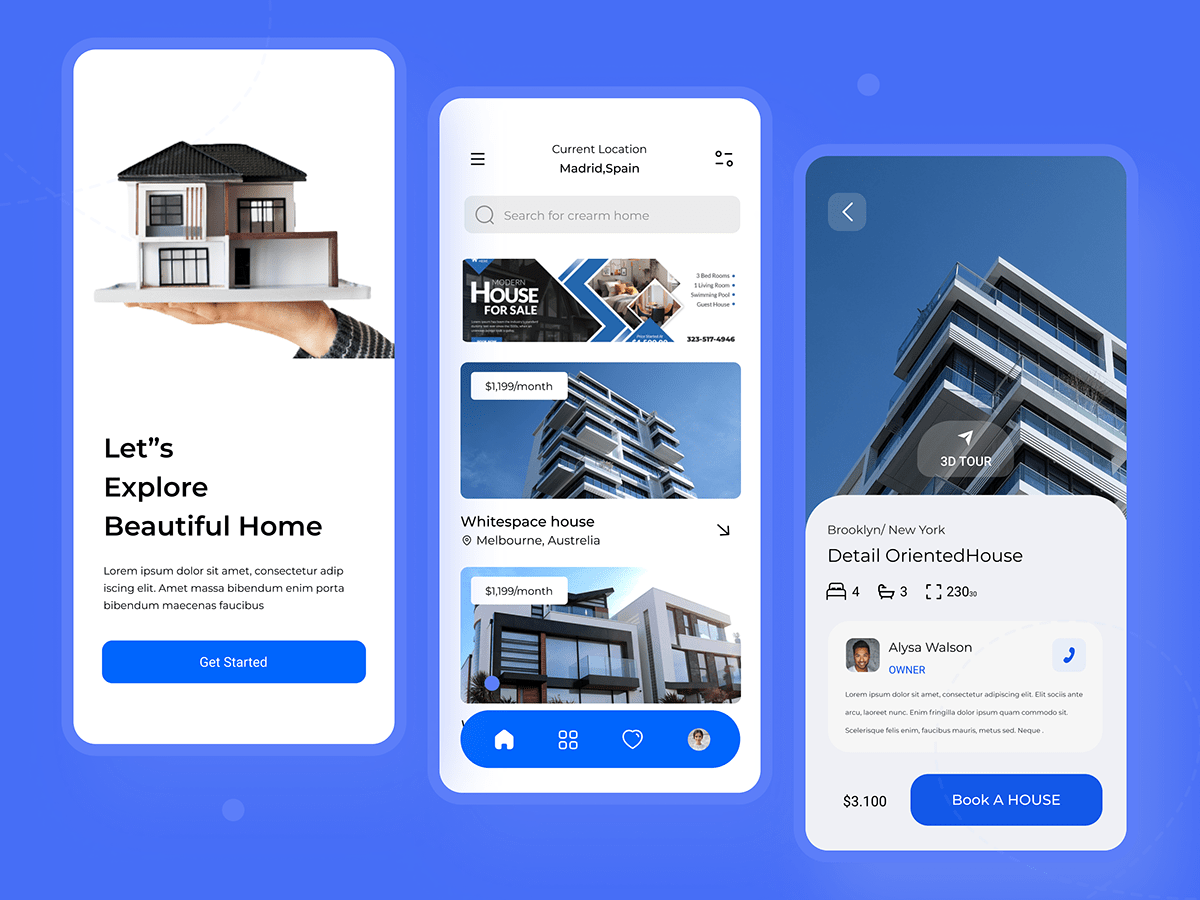 Let”s
Explore
Beautiful Home
Lorem ipsum dolor sit amet, consectetur adip
iscing elit. Amet massa bibendum enim porta
bibendum maecenas faucibus
Get Started
Current Location
Madrid,Spain
Search for crearm home
MODERN
HOUSE
FOR SALE
3 Bed Rooms
1 Living Room
Swimming Pool
Guest House
323-517-4946
$1,199/month
Whitespace house
Melbourne, Austrelia
$1,199/month
3D TOUR
Brooklyn/ New York
Detail OrientedHouse
4 3 23030
Alysa Walson
OWNER
Lorem ipsum dolor sit amet, consectetur adipiscing elit. Elit sociis ante
arcu, laoreet nunc. Enim fringilla dolor ipsum quam commodo sit.
Scelerisque felis enim, faucibus mauris, metus sed. Neque .
$3.100
Book A HOUSE